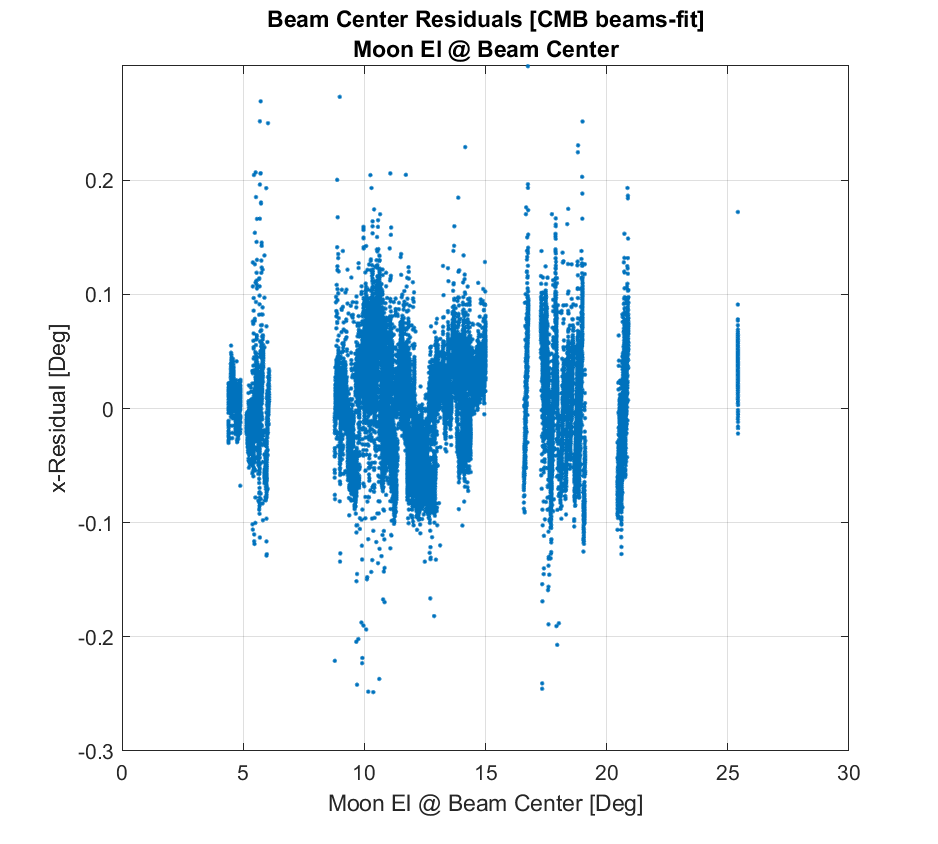 Beam Center Residuals [CMB beams-fit]
Moon El @ Beam Center
0.2
0.1
0
-0.1
-0.2
-0.3
x-Residual [Deg]
0 5 10 15 20 25 30
Moon El @ Beam Center [Deg]